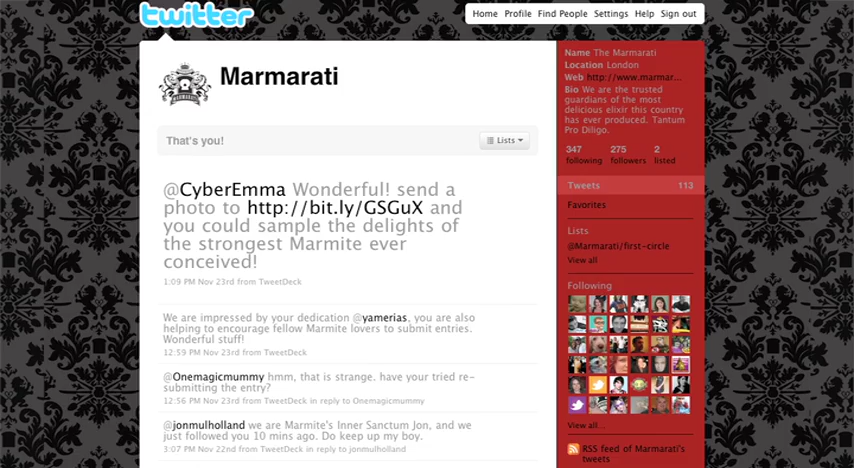 twitter
Home Profile Find People Settings Help Sign out
MARMARATI
Marmarati
That's you!
Lists
@CyberEmma Wonderful! send a
photo to http://bit.ly/GSGuX and
you could sample the delights of
the strongest Marmite ever
conceived!
1:09 PM Nov 23rd from TweetDeck
We are impressed by your dedication @yamerias, you are also
helping to encourage fellow Marmite lovers to submit entries.
Wonderful stuff!
12:59 PM Nov 23rd from TweetDeck
@Onemagicmummy hmm, that is strange. have your tried re-
submitting the entry?
12:56 PM Nov 23rd from TweetDeck in reply to Onemagicmummy
@jonmulholland we are Marmite's Inner Sanctum Jon, and we
just followed you 10 mins ago. Do keep up my boy.
3:07 PM Nov 22nd from TweetDeck in reply to jonmulholland
Name The Marmarati
Location London
Web http://www.marmar...
Bio We are the trusted
guardians of the most
delicious elixir this country
has ever produced. Tantum
Pro Diligo.
347 275 2
following followers listed
Tweets 113
Favorites
Lists
@Marmarati/first-circle
View all
Following
View all...
RSS feed of Marmarati's
tweets